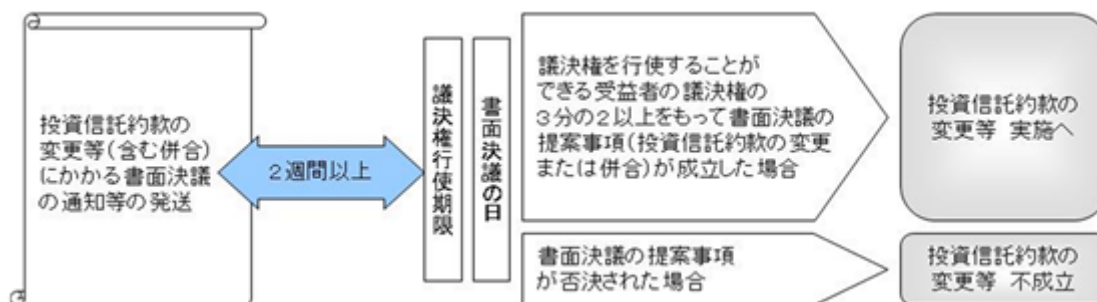 投資信託約款の
変更等(含む併合)
にかかる書面決議
の通知等の発送
２週間以上
議決権行使期限
書面決議の日
議決権を行使することが
できる受益者の議決権の
３分の２以上をもって書面決議の
提案事項(投資信託約款の変更
または併合)が成立した場合
投資信託約款の
変更等 実施へ
書面決議の提案事項
が否決された場合
投資信託約款の
変更等 不成立